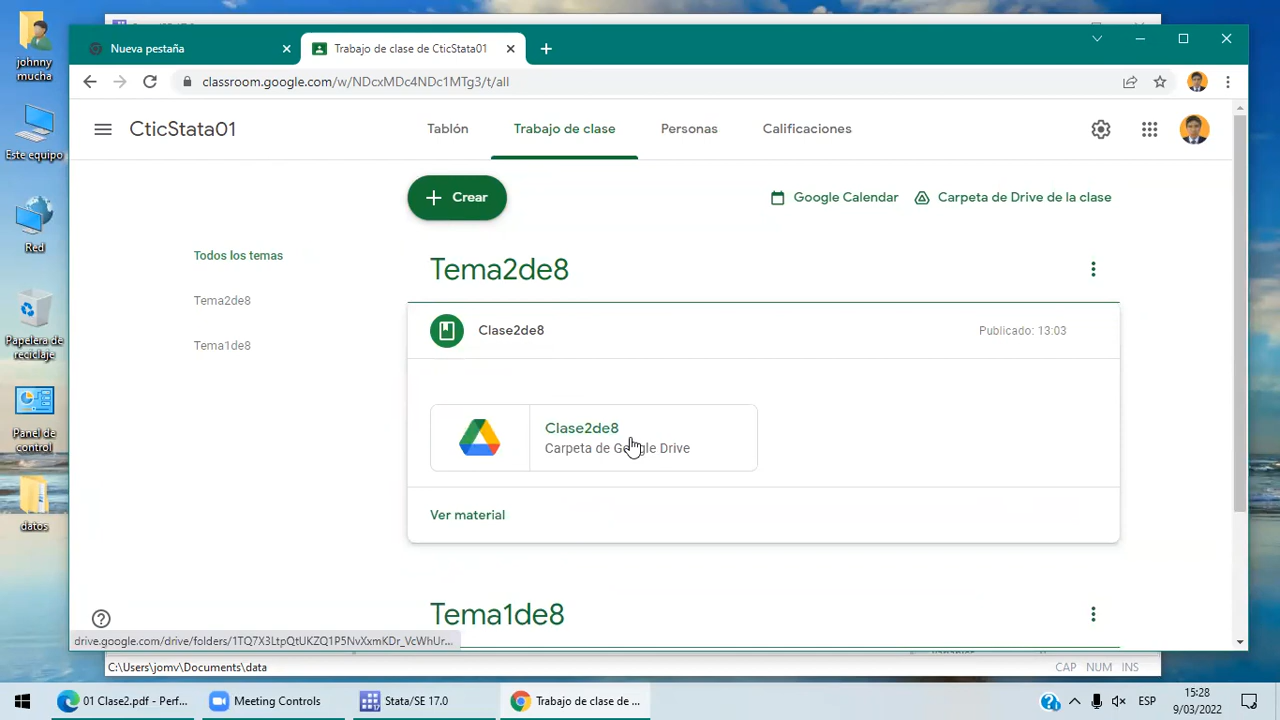 johnny
mucha
Este equipo
Red
Papelera de
reciclaje
Panel de
control
datos
Nueva pestaña
Trabajo de clase de CticStata01
classroom.google.com/w/NDcxMDc4NDc1MTg3/t/all
CticStata01
Tablón
Trabajo de clase
Personas
Calificaciones
Crear
Google Calendar
Carpeta de Drive de la clase
Todos los temas
Tema2de8
Tema1de8
Tema2de8
Clase2de8
Publicado: 13:03
Clase2de8
Carpeta de Google Drive
Ver material
Tema1de8
drive.google.com/drive/folders/1TQ7X3LtpQtUKZQ1P5NvXxmKDr_VcWhUr...
C:\Users\jomv\Documents\data
CAP NUM INS
01 Clase2.pdf - Perf...
Meeting Controls
Stata/SE 17.0
Trabajo de clase de ...
ESP
15:28
9/03/2022